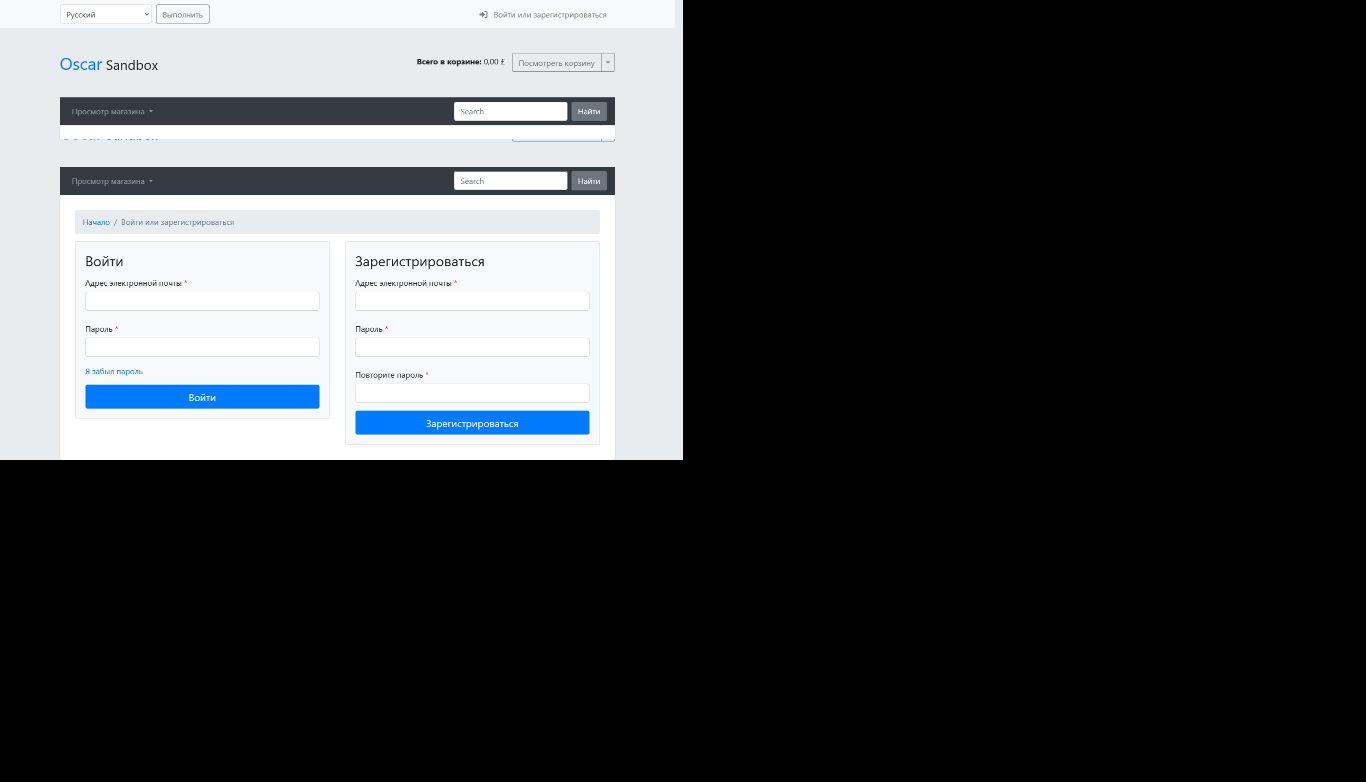 Русский Выполнить Войти или зарегистрироваться
Oscar Sandbox Всего в корзине: 0,00 £ Посмотреть корзину
Просмотр магазина Search Найти
Просмотр магазина Search Найти
Начало / Войти или зарегистрироваться
Войти
Адрес электронной почты *
Пароль *
Я забыл пароль
Войти
Зарегистрироваться
Адрес электронной почты *
Пароль *
Повторите пароль *
Зарегистрироваться